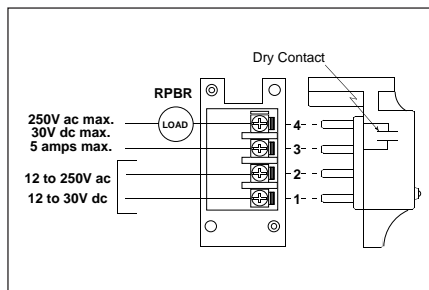 Dry Contact
RPBR
250V ac max.
30V dc max.
5 amps max.
LOAD
12 to 250V ac
12 to 30V dc
4
3
2
1